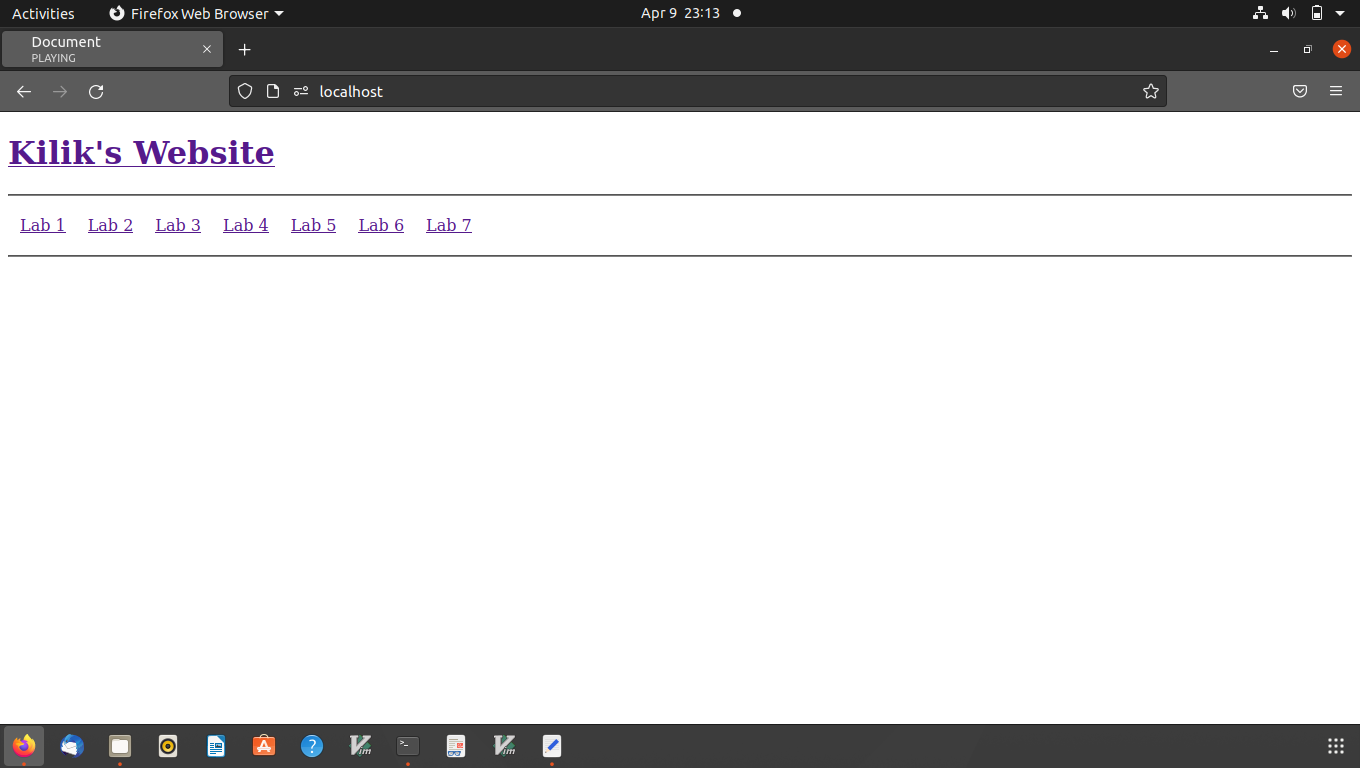 Activities Firefox Web Browser Apr 9 23:13
Document
PLAYING
localhost
Kilik's Website
Lab 1 Lab 2 Lab 3 Lab 4 Lab 5 Lab 6 Lab 7